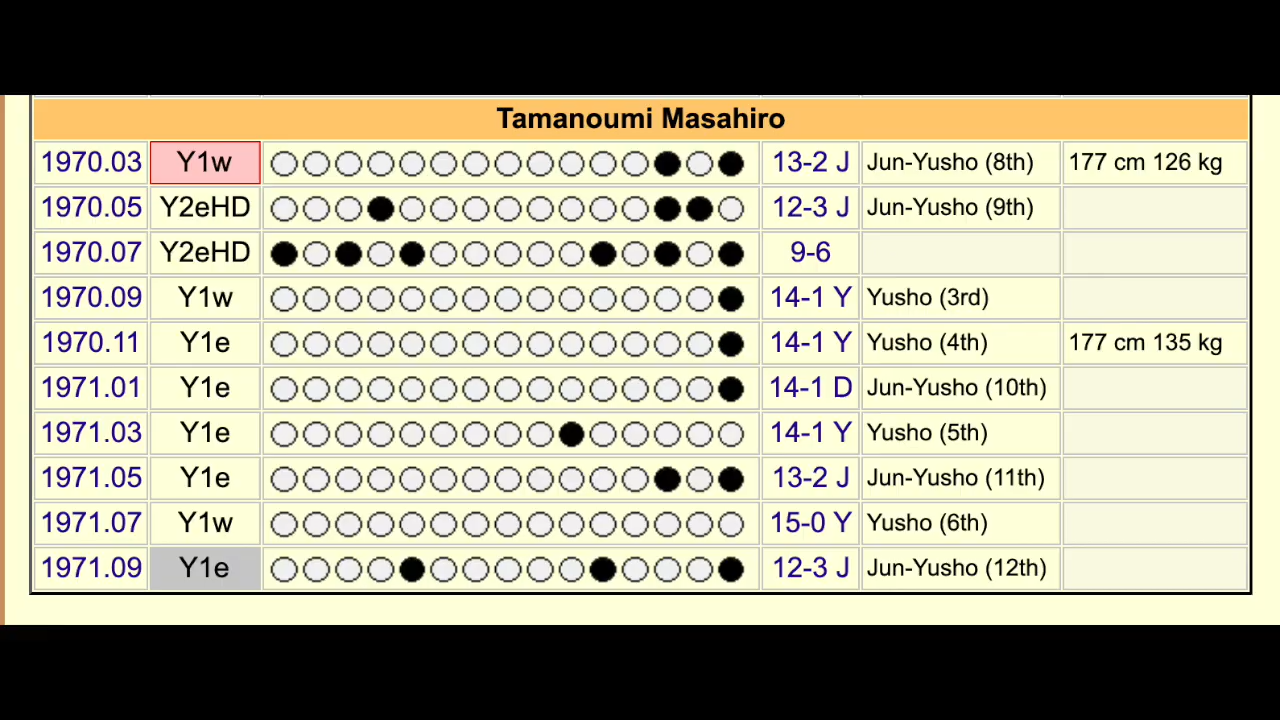 Tamanoumi Masahiro
1970.03 Y1w 13-2 J Jun-Yusho (8th) 177 cm 126 kg
1970.05 Y2eHD 12-3 J Jun-Yusho (9th)
1970.07 Y2eHD 9-6
1970.09 Y1w 14-1 Y Yusho (3rd)
1970.11 Y1e 14-1 Y Yusho (4th) 177 cm 135 kg
1971.01 Y1e 14-1 D Jun-Yusho (10th)
1971.03 Y1e 14-1 Y Yusho (5th)
1971.05 Y1e 13-2 J Jun-Yusho (11th)
1971.07 Y1w 15-0 Y Yusho (6th)
1971.09 Y1e 12-3 J Jun-Yusho (12th)